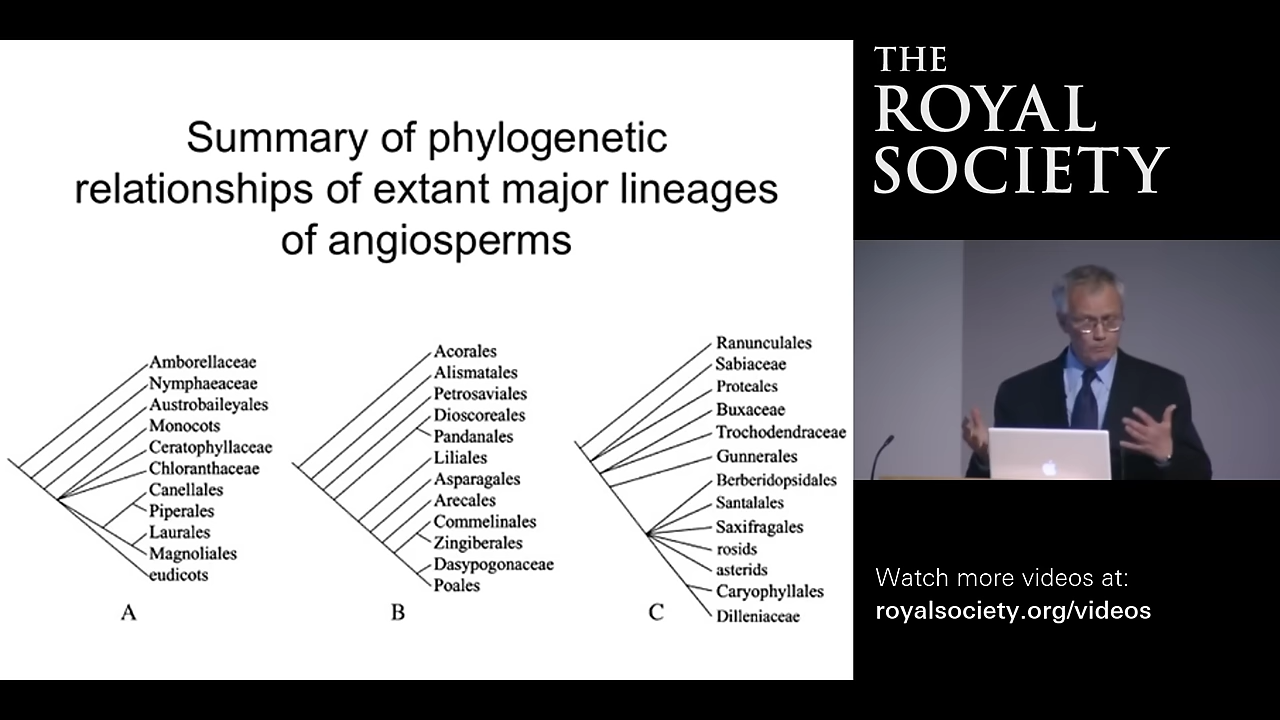 Summary of phylogenetic
relationships of extant major lineages
of angiosperms
Amborellaceae
Nymphaeaceae
Austrobaileyales
Monocots
Ceratophyllaceae
Chloranthaceae
Canellales
Piperales
Laurales
Magnoliales
eudicots
A
Acorales
Alismatales
Petrosaviales
Dioscoreales
Pandanales
Liliales
Asparagales
Arecales
Commelinales
Zingiberales
Dasypogonaceae
Poales
B
Ranunculales
Sabiaceae
Proteales
Buxaceae
Trochodendraceae
Gunnerales
Berberidopsidales
Santalales
Saxifragales
rosids
asterids
Caryophyllales
Dilleniaceae
C
THE
ROYAL
SOCIETY
Watch more videos at:
royalsociety.org/videos